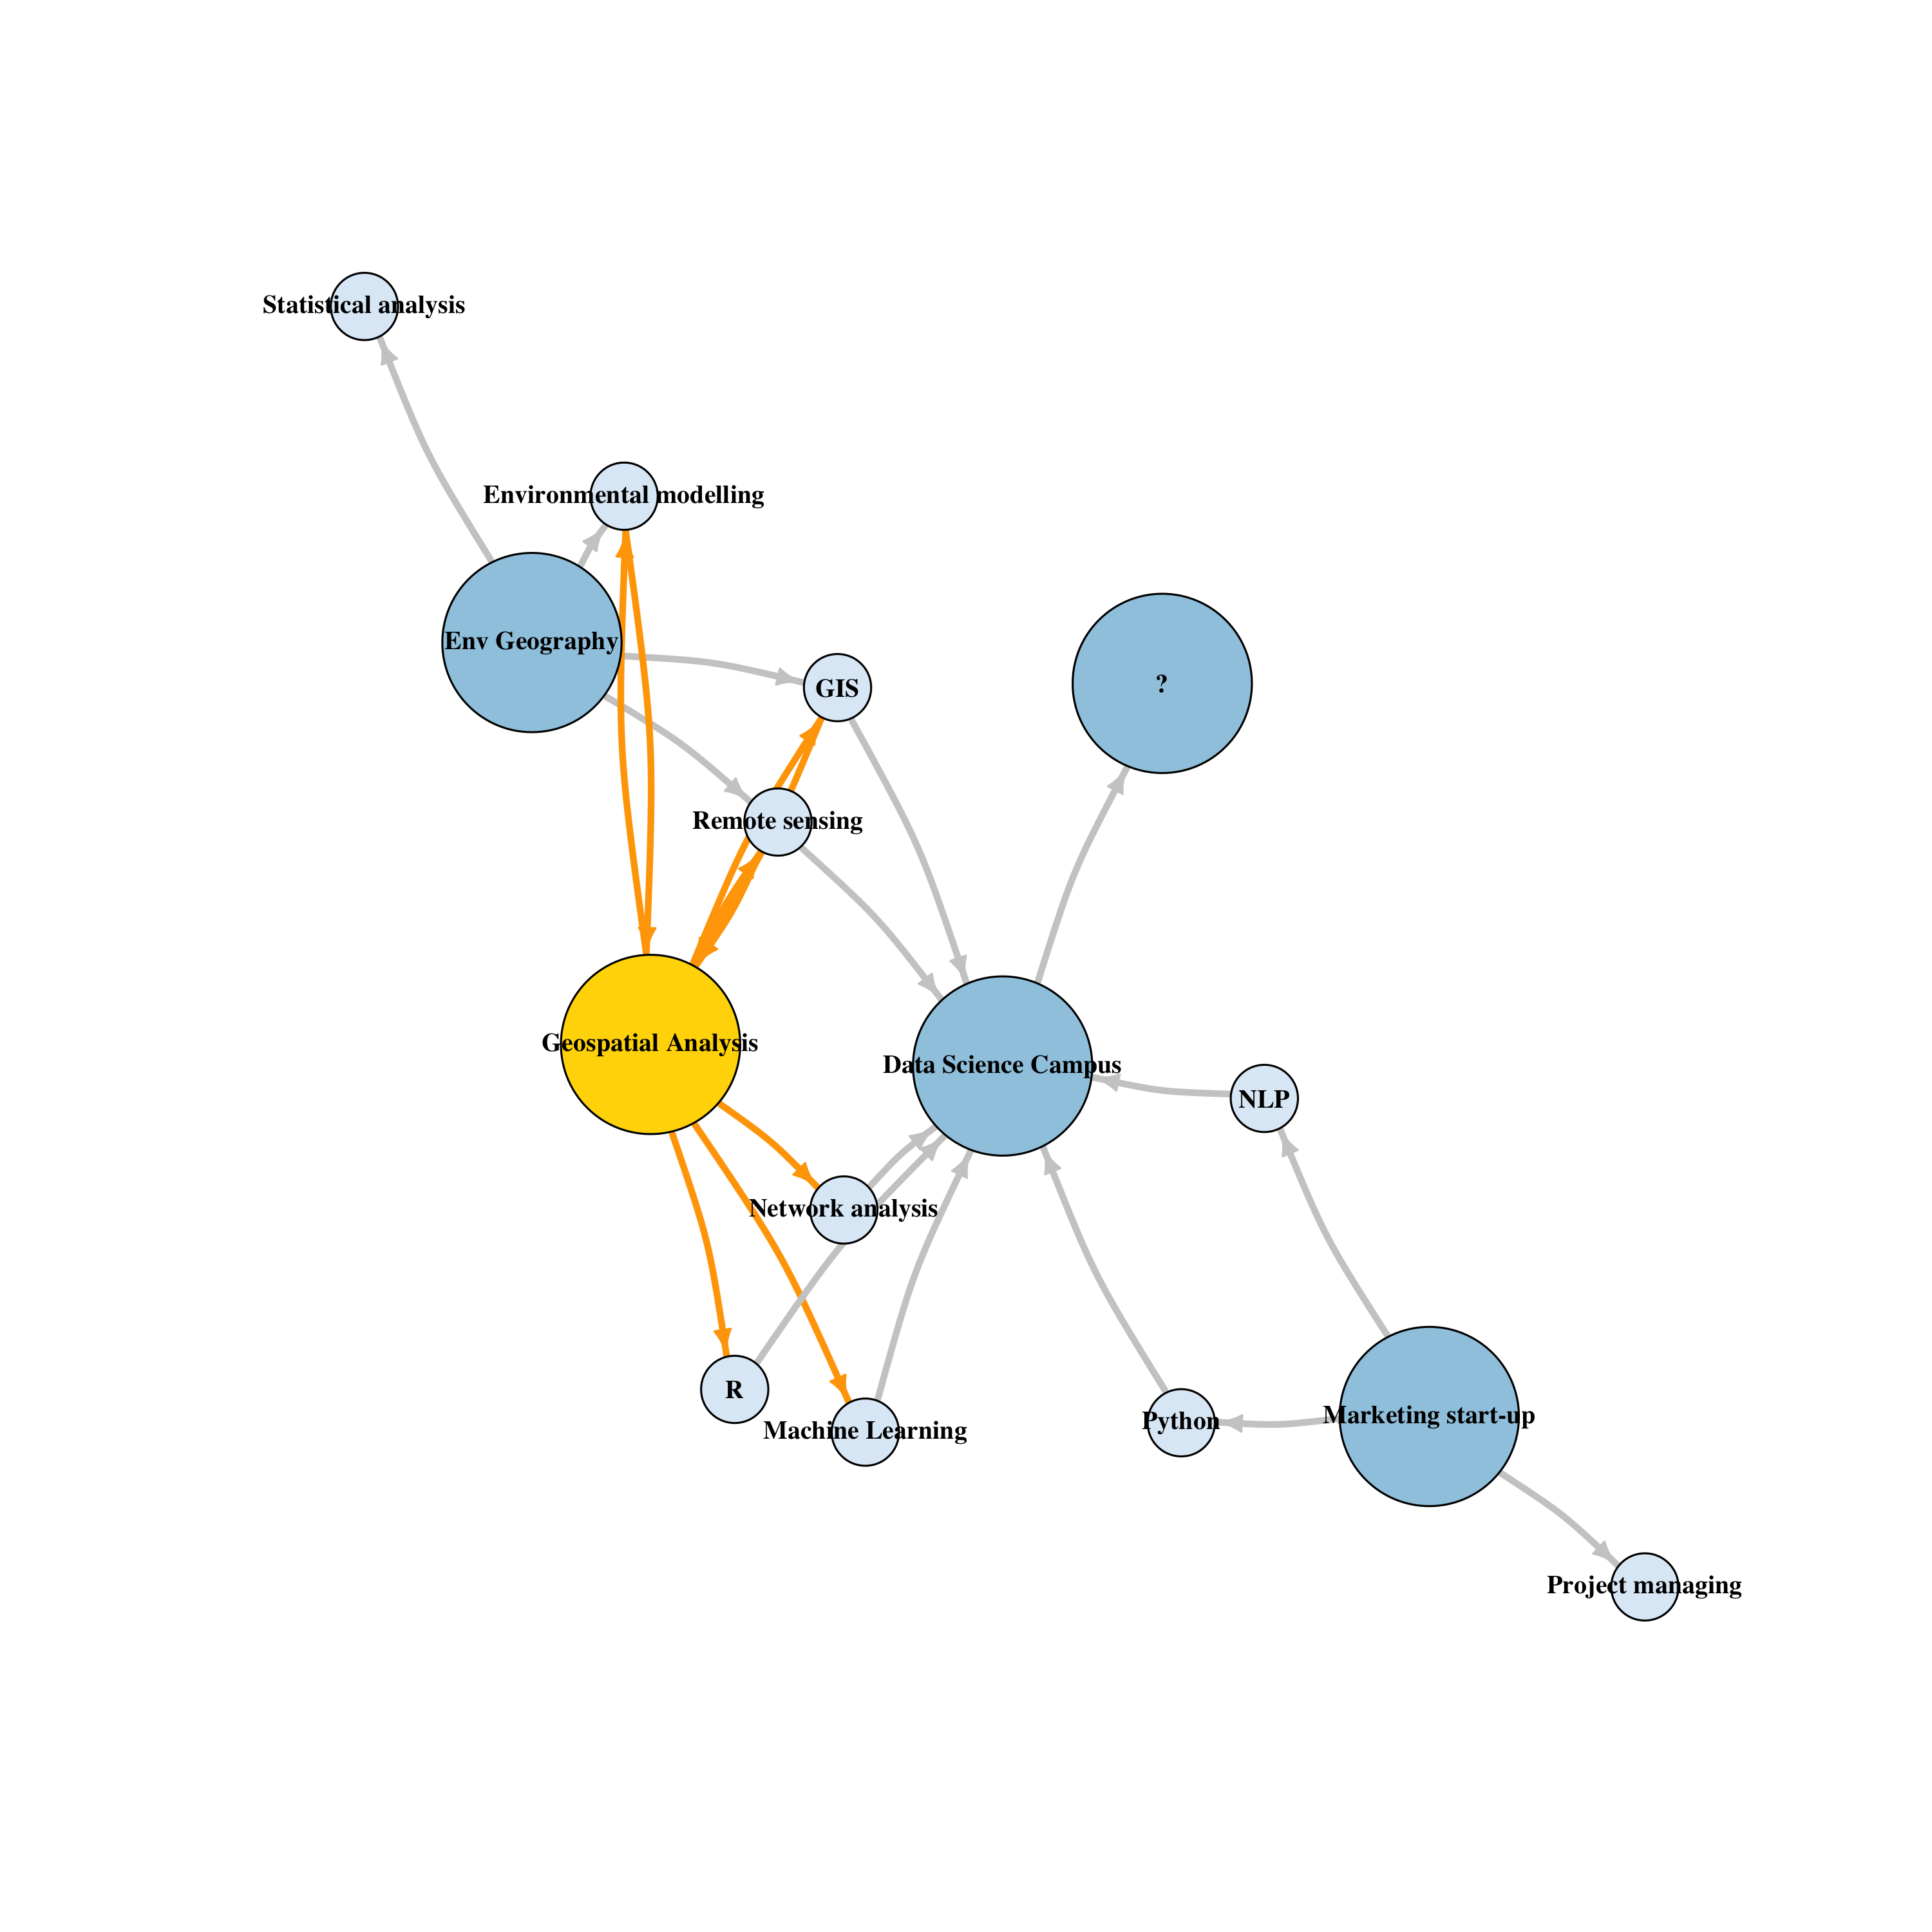 Statistical analysis
Environmental modelling
Env Geography
GIS
?
Remote sensing
Geospatial Analysis
Data Science Campus
NLP
Network analysis
R
Machine Learning
Python
Marketing start-up
Project managing